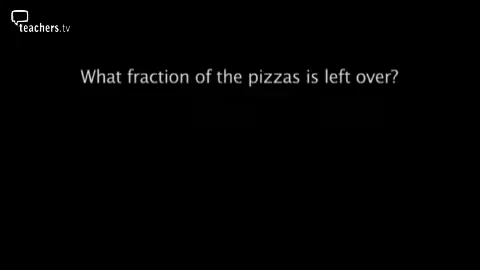 teachers.tv
What fraction of the pizzas is left over?